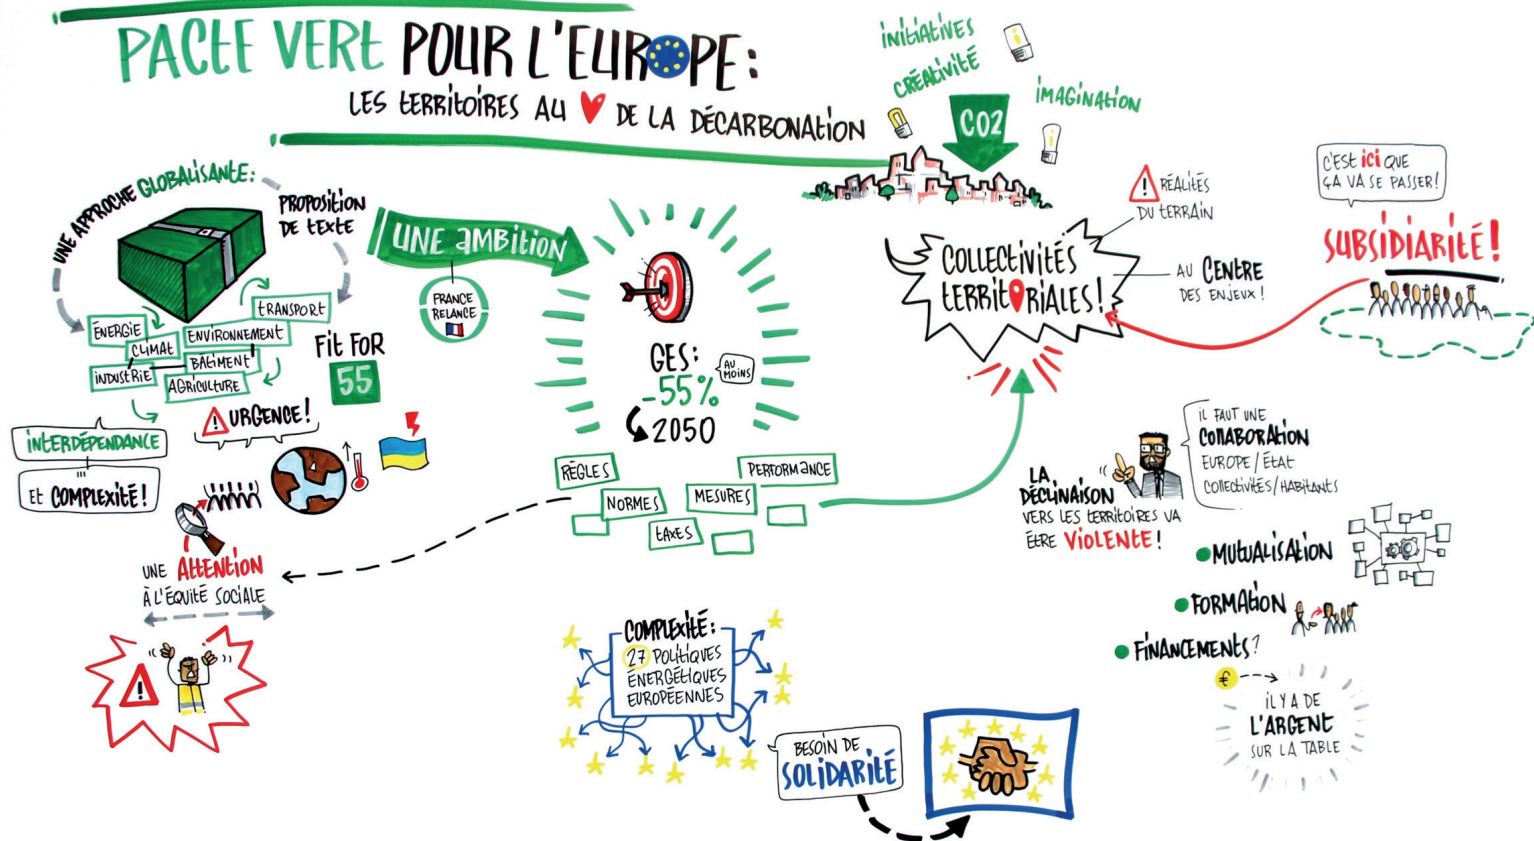 PACTE VERT POUR L'EUROPE :
LES TERRITOIRES AU DE LA DÉCARBONATION
INITIATIVES
CRÉATIVITÉ
IMAGINATION
CO2
UNE APPROCHE GLOBALISANTE :
PROPOSITION
DE TEXTE
ÉNERGIE
CLIMAT
ENVIRONNEMENT
TRANSPORT
INDUSTRIE
BÂTIMENT
AGRICULTURE
FIT FOR
55
INTERDÉPENDANCE
ET COMPLEXITÉ !
URGENCE !
UNE ATTENTION
À L'ÉQUITÉ SOCIALE
UNE AMBITION
FRANCE
RELANCE
GES :
-55%
AU
MOINS
2050
RÈGLES
NORMES
TAXES
MESURES
PERFORMANCE
COMPLEXITÉ :
27 POLITIQUES
ÉNERGÉTIQUES
EUROPÉENNES
BESOIN DE
SOLIDARITÉ
COLLECTIVITÉS
TERRITORIALES !
RÉALITÉS
DU TERRAIN
AU CENTRE
DES ENJEUX !
C'EST ICI QUE
ÇA VA SE PASSER !
SUBSIDIARITÉ !
LA
DÉCLINAISON
VERS LES TERRITOIRES VA
ÊTRE VIOLENTE !
IL FAUT UNE
COLLABORATION
EUROPE / ÉTAT
COLLECTIVITÉS / HABITANTS
MUTUALISATION
FORMATION
FINANCEMENTS ?
€
IL Y A DE
L'ARGENT
SUR LA TABLE